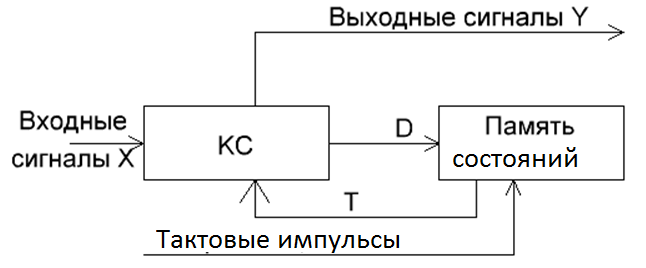 Выходные сигналы Y
Входные
сигналы X
КС
D
Память
состояний
T
Тактовые импульсы